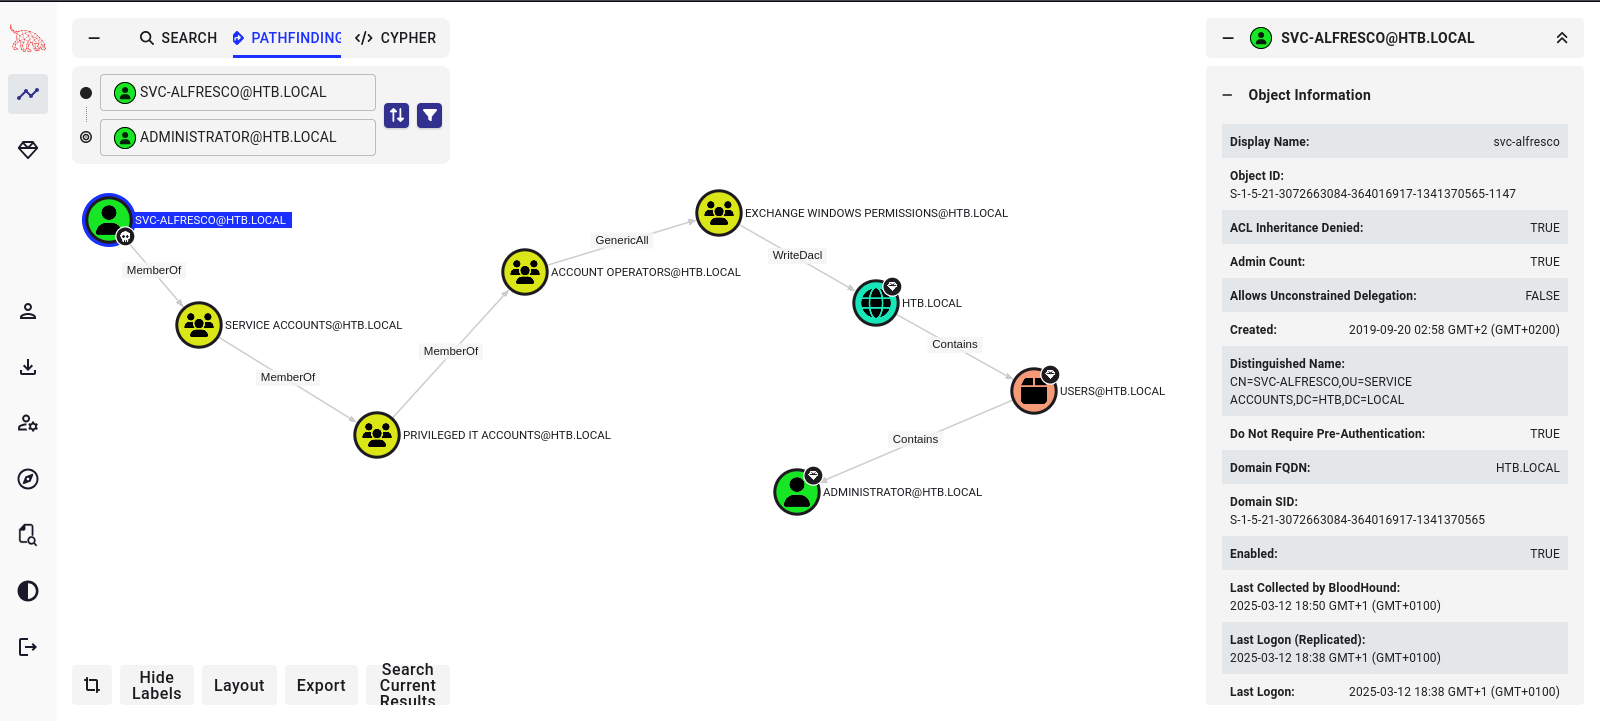 SEARCH
PATHFINDING
CYPHER
SVC-ALFRESCO@HTB.LOCAL
ADMINISTRATOR@HTB.LOCAL
SVC-ALFRESCO@HTB.LOCAL
MemberOf
SERVICE ACCOUNTS@HTB.LOCAL
MemberOf
PRIVILEGED IT ACCOUNTS@HTB.LOCAL
MemberOf
ACCOUNT OPERATORS@HTB.LOCAL
GenericAll
EXCHANGE WINDOWS PERMISSIONS@HTB.LOCAL
WriteDacl
HTB.LOCAL
Contains
USERS@HTB.LOCAL
Contains
ADMINISTRATOR@HTB.LOCAL
Hide
Labels
Layout
Export
Search
Current
Results
SVC-ALFRESCO@HTB.LOCAL
Object Information
Display Name: svc-alfresco
Object ID:
S-1-5-21-3072663084-364016917-1341370565-1147
ACL Inheritance Denied: TRUE
Admin Count: TRUE
Allows Unconstrained Delegation: FALSE
Created: 2019-09-20 02:58 GMT+2 (GMT+0200)
Distinguished Name:
CN=SVC-ALFRESCO,OU=SERVICE
ACCOUNTS,DC=HTB,DC=LOCAL
Do Not Require Pre-Authentication: TRUE
Domain FQDN: HTB.LOCAL
Domain SID:
S-1-5-21-3072663084-364016917-1341370565
Enabled: TRUE
Last Collected by BloodHound:
2025-03-12 18:50 GMT+1 (GMT+0100)
Last Logon (Replicated):
2025-03-12 18:38 GMT+1 (GMT+0100)
Last Logon: 2025-03-12 18:38 GMT+1 (GMT+0100)